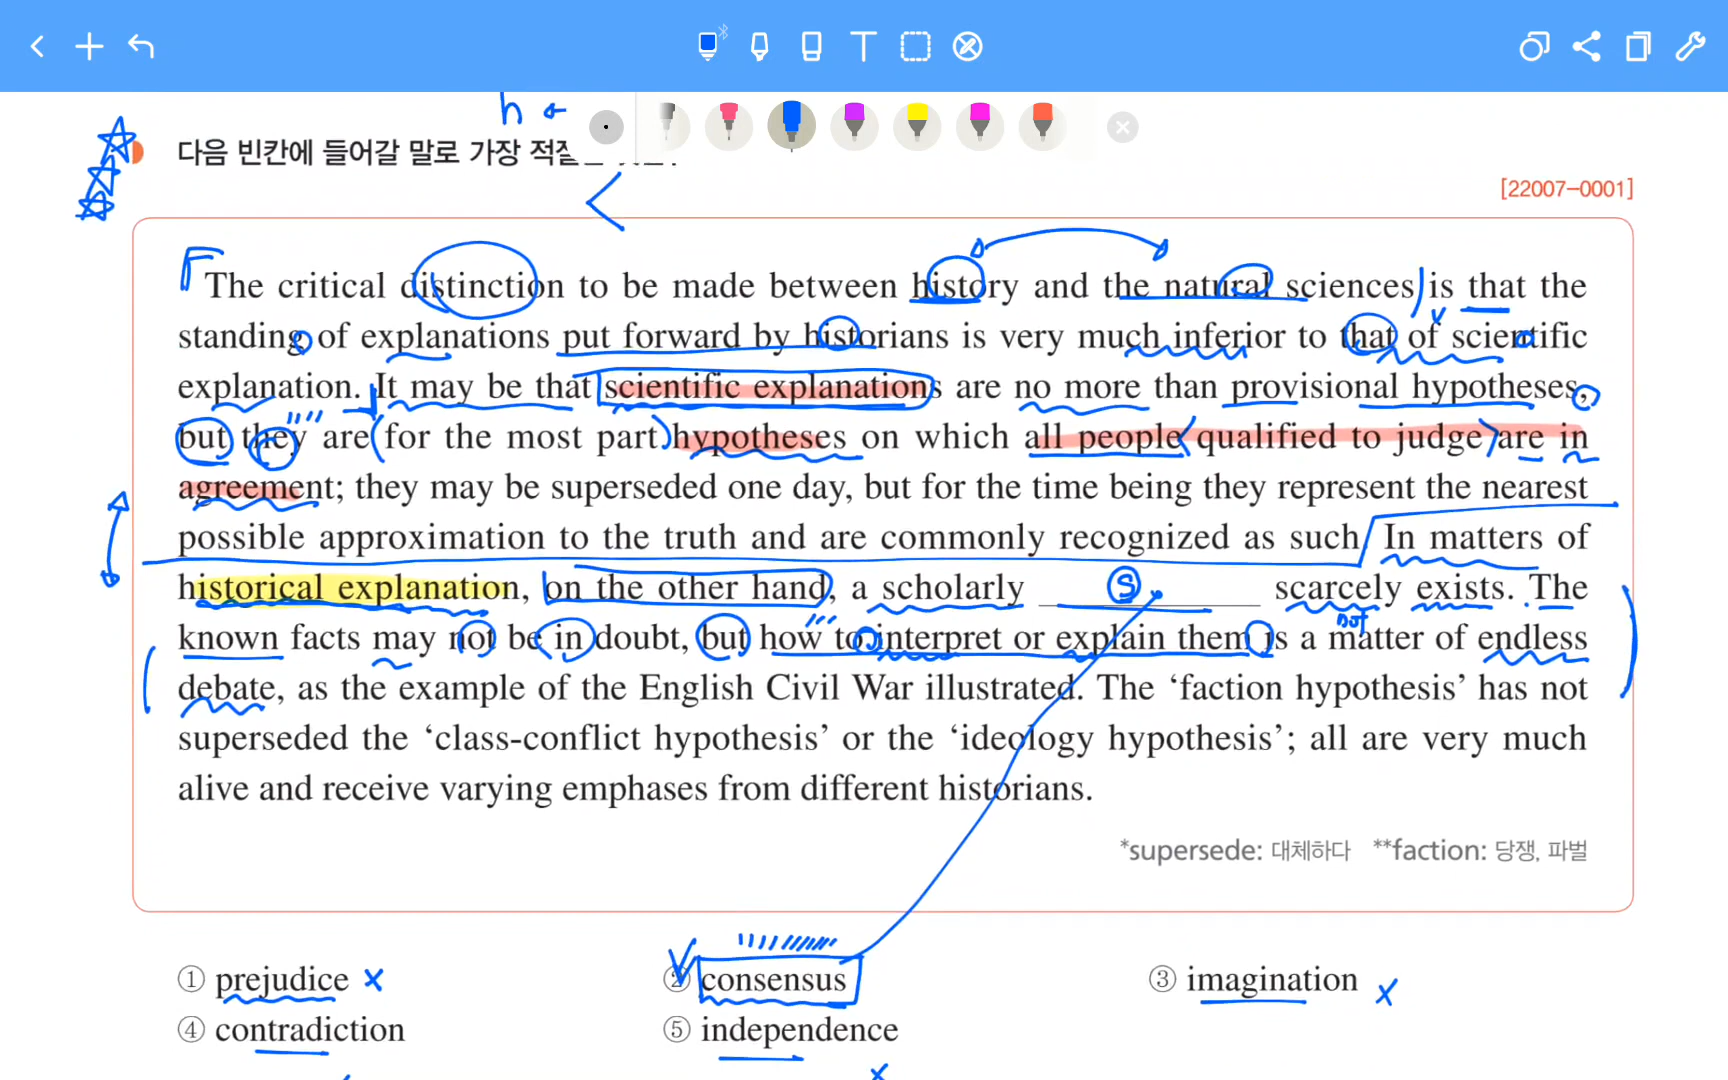 h
다음 빈칸에 들어갈 말로 가장
[22007-0001]
The critical distinction to be made between history and the natural sciences is that the
standing of explanations put forward by historians is very much inferior to that of scientific
explanation. It may be that scientific explanations are no more than provisional hypotheses,
but they are for the most part hypotheses on which all people qualified to judge are in
agreement; they may be superseded one day, but for the time being they represent the nearest
possible approximation to the truth and are commonly recognized as such. In matters of
historical explanation, on the other hand, a scholarly ⓢ scarcely exists. The
not
known facts may not be in doubt, but how to interpret or explain them is a matter of endless
debate, as the example of the English Civil War illustrated. The ‘faction hypothesis’ has not
superseded the ‘class-conflict hypothesis’ or the ‘ideology hypothesis’; all are very much
alive and receive varying emphases from different historians.
*supersede: 대체하다 **faction: 당쟁, 파벌
① prejudice x ② consensus ③ imagination x
④ contradiction ⑤ independence
x